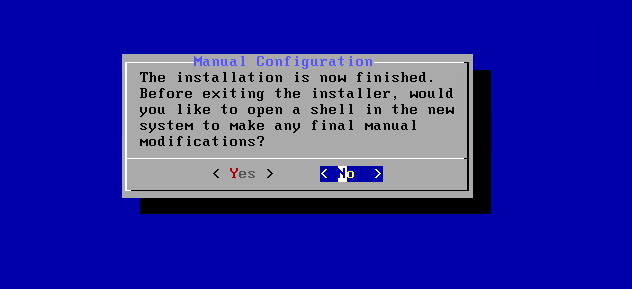 Manual Configuration
The installation is now finished.
Before exiting the installer, would
you like to open a shell in the new
system to make any final manual
modifications?
< Yes > < No >